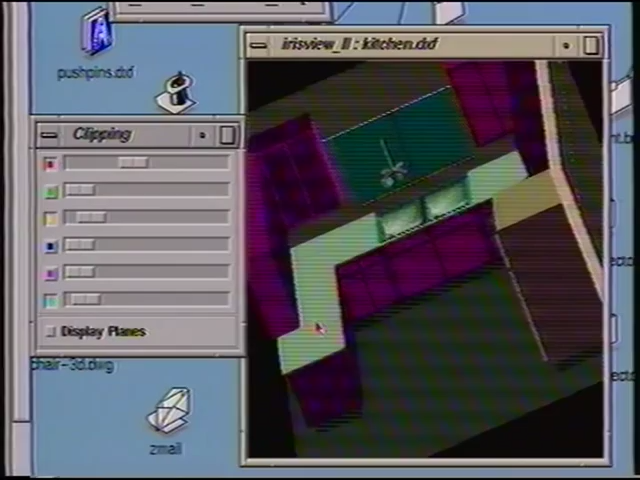 irisview_II : kitchen.dxf
pushpins.dxf
Clipping
Display Planes
chair-3d.dwg
zmail